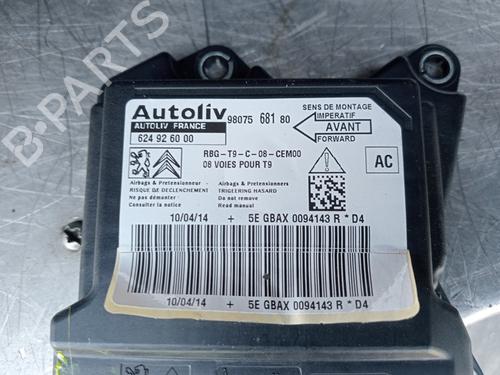 Autoliv
AUTOLIV FRANCE
624 92 60 00
98075 681 80
SENS DE MONTAGE
IMPERATIF
AVANT
FORWARD
RBG-T9-C-08-CEM00
08 VOIES POUR T9
AC
Airbags & Pretensionneur
RISQUE DE DECLENCHEMENT
Ne pas démonter
Consulter la notice
Airbags & Pretensioners
TRIGGERING HAZARD
Do not remove
Read manual
10/04/14 + 5E GBAX 0094143 R * D4
10/04/14 + 5E GBAX 0094143 R * D4